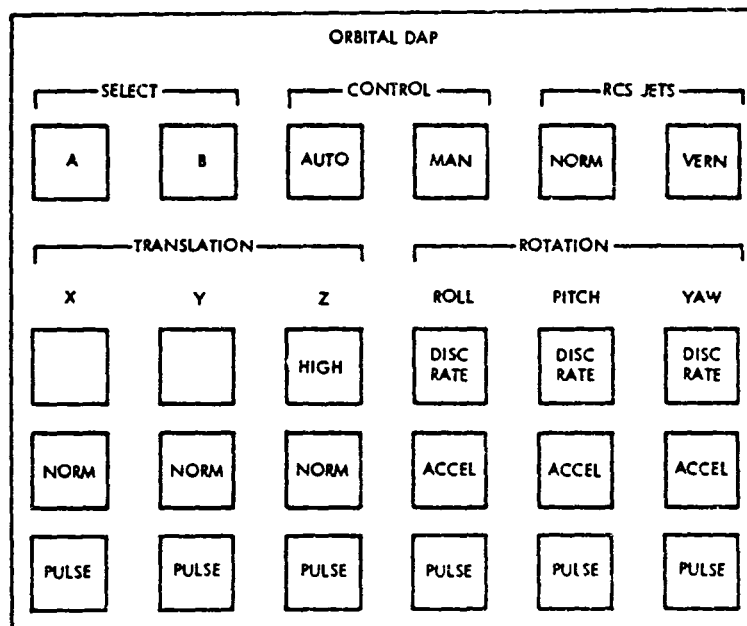 ORBITAL DAP
SELECT CONTROL RCS JETS
A B AUTO MAN NORM VERN
TRANSLATION ROTATION
X Y Z ROLL PITCH YAW
HIGH DISC RATE DISC RATE DISC RATE
NORM NORM NORM ACCEL ACCEL ACCEL
PULSE PULSE PULSE PULSE PULSE PULSE